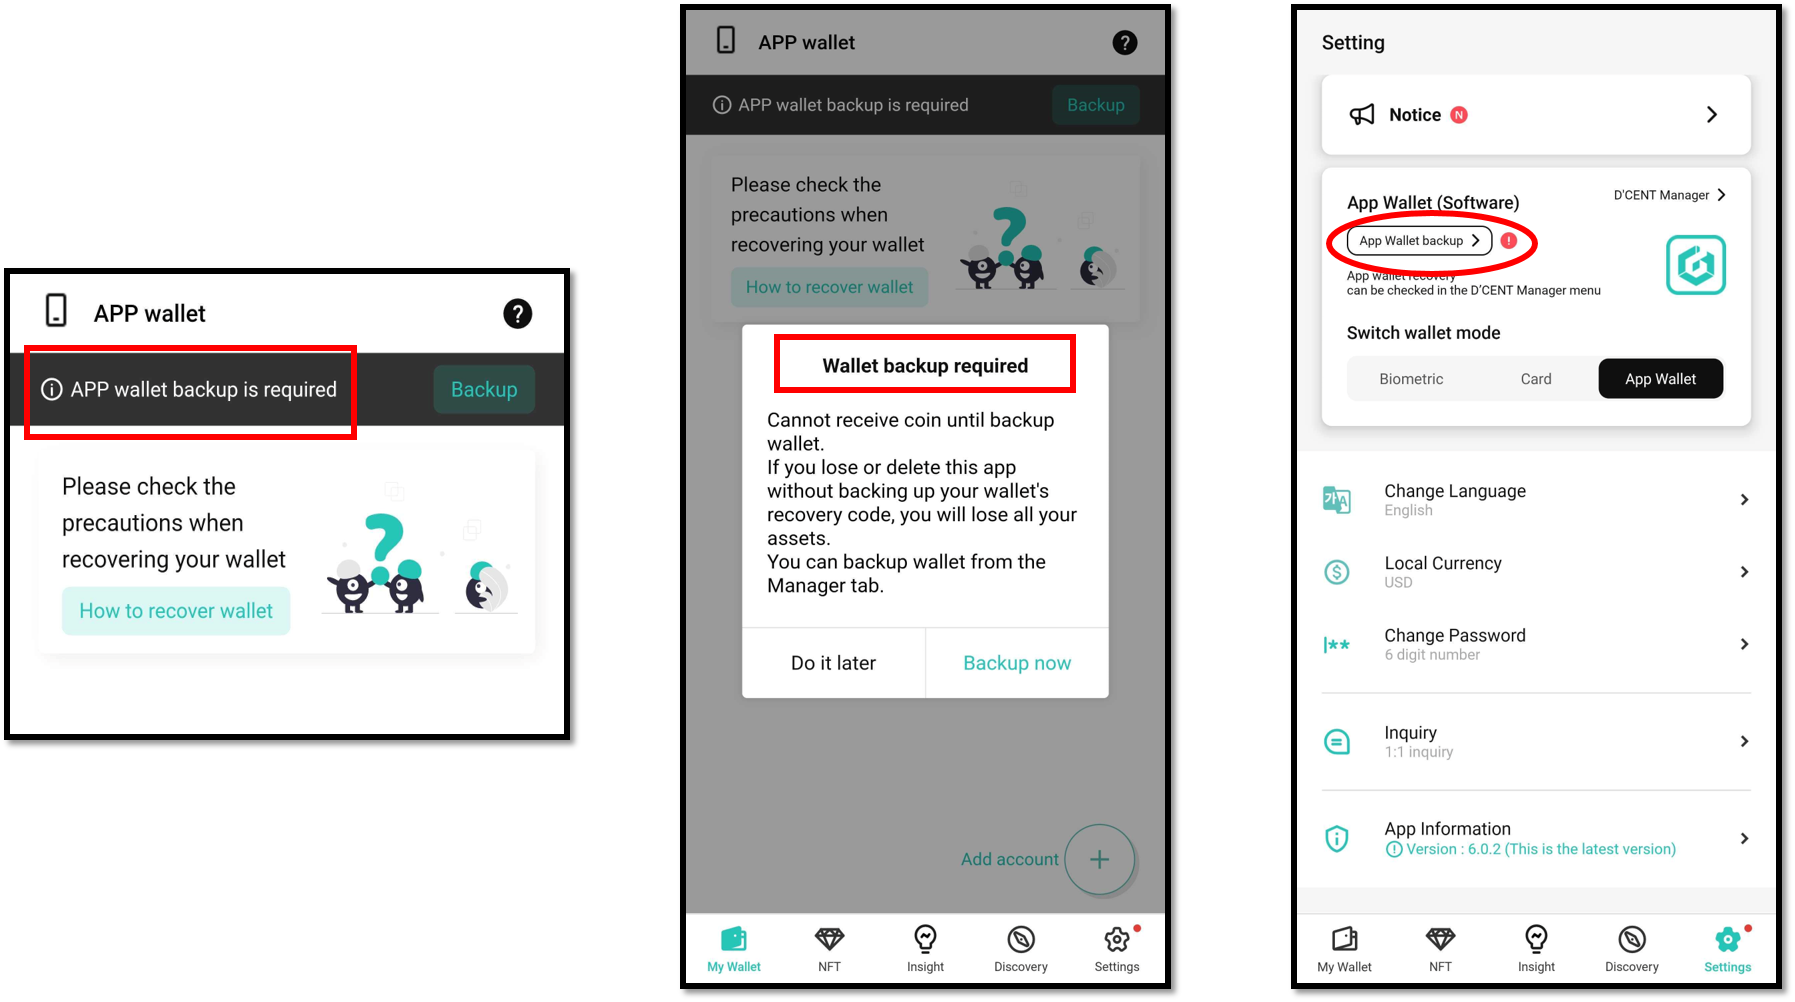 APP wallet
?
APP wallet backup is required
Backup
Please check the
precautions when
recovering your wallet
How to recover wallet
APP wallet
?
APP wallet backup is required
Backup
Please check the
precautions when
recovering your wallet
How to recover wallet
Wallet backup required
Cannot receive coin until backup
wallet.
If you lose or delete this app
without backing up your wallet's
recovery code, you will lose all your
assets.
You can backup wallet from the
Manager tab.
Do it later
Backup now
Add account
My Wallet
NFT
Insight
Discovery
Settings
Setting
Notice N
App Wallet (Software)
D'CENT Manager
App Wallet backup
App wallet recovery
can be checked in the D'CENT Manager menu
Switch wallet mode
Biometric
Card
App Wallet
Change Language
English
Local Currency
USD
Change Password
6 digit number
Inquiry
1:1 inquiry
App Information
Version : 6.0.2 (This is the latest version)
My Wallet
NFT
Insight
Discovery
Settings